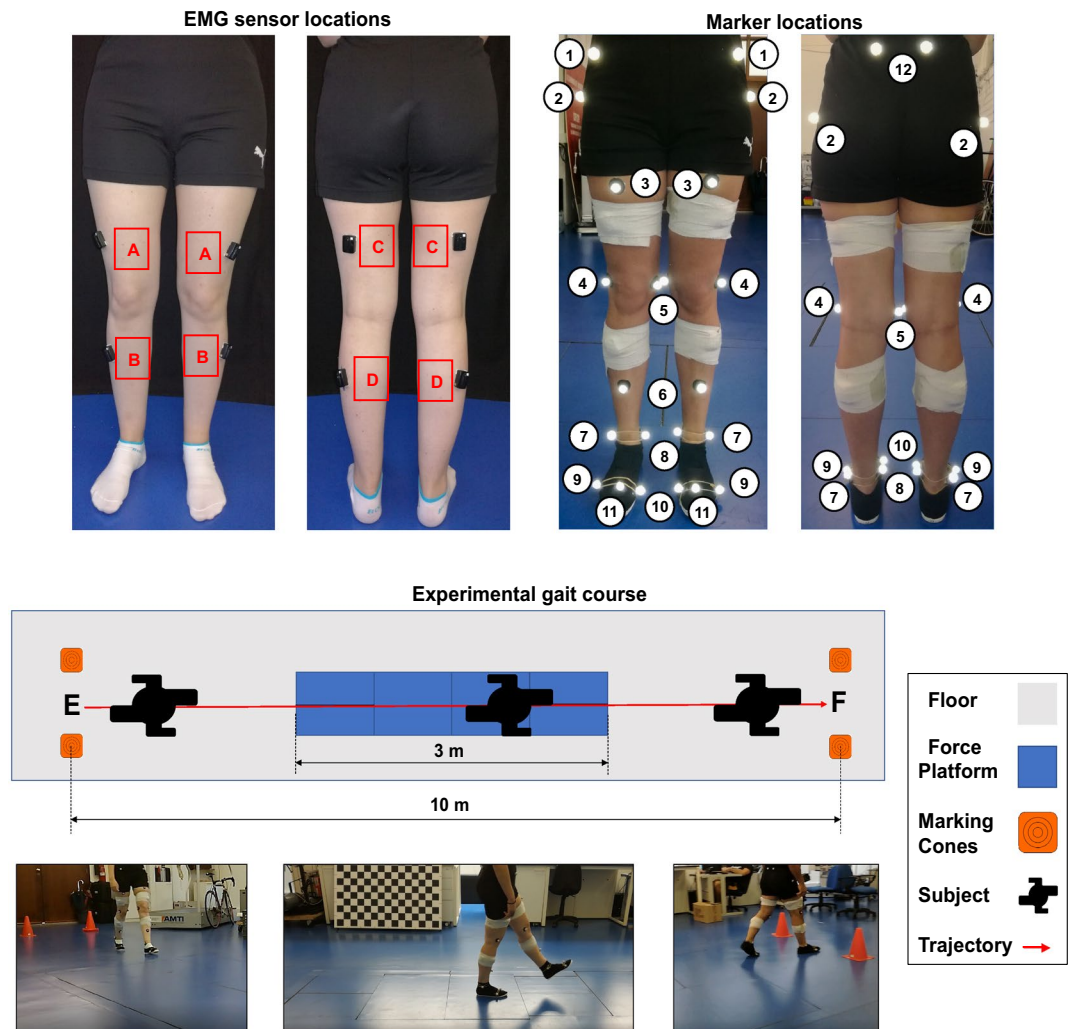 EMG sensor locations
Marker locations
A A
B B
C C
D D
1 1
2 2
3 3
4 4
5
6
7 7
8
9 9
10
11 11
12
2 2
4 4
5
10
9 9
8
7 7
Experimental gait course
E F
3 m
10 m
Floor
Force
Platform
Marking
Cones
Subject
Trajectory
AMTI